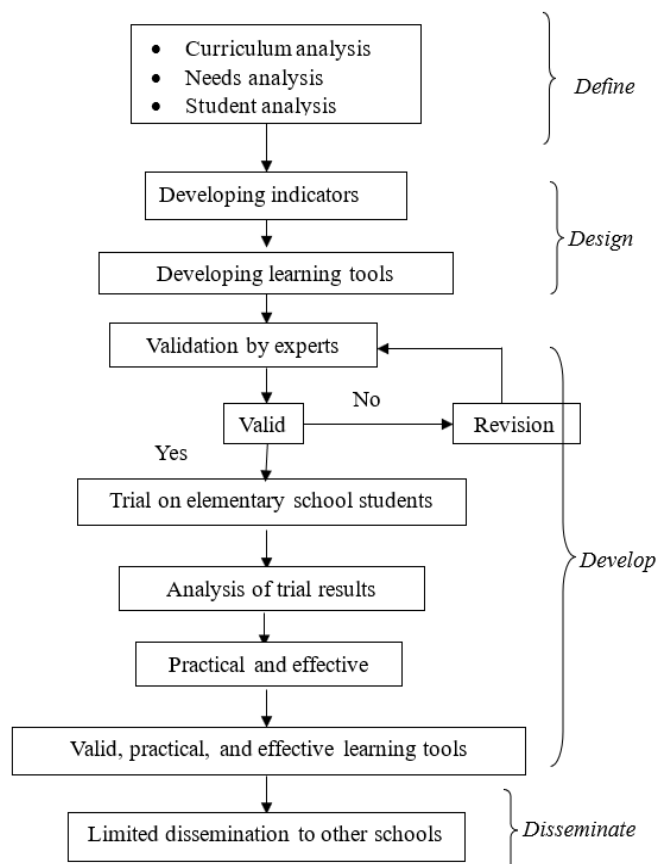 • Curriculum analysis
• Needs analysis
• Student analysis
Define
Developing indicators
Design
Developing learning tools
Validation by experts
No
Valid
Revision
Yes
Trial on elementary school students
Develop
Analysis of trial results
Practical and effective
Valid, practical, and effective learning tools
Limited dissemination to other schools
Disseminate